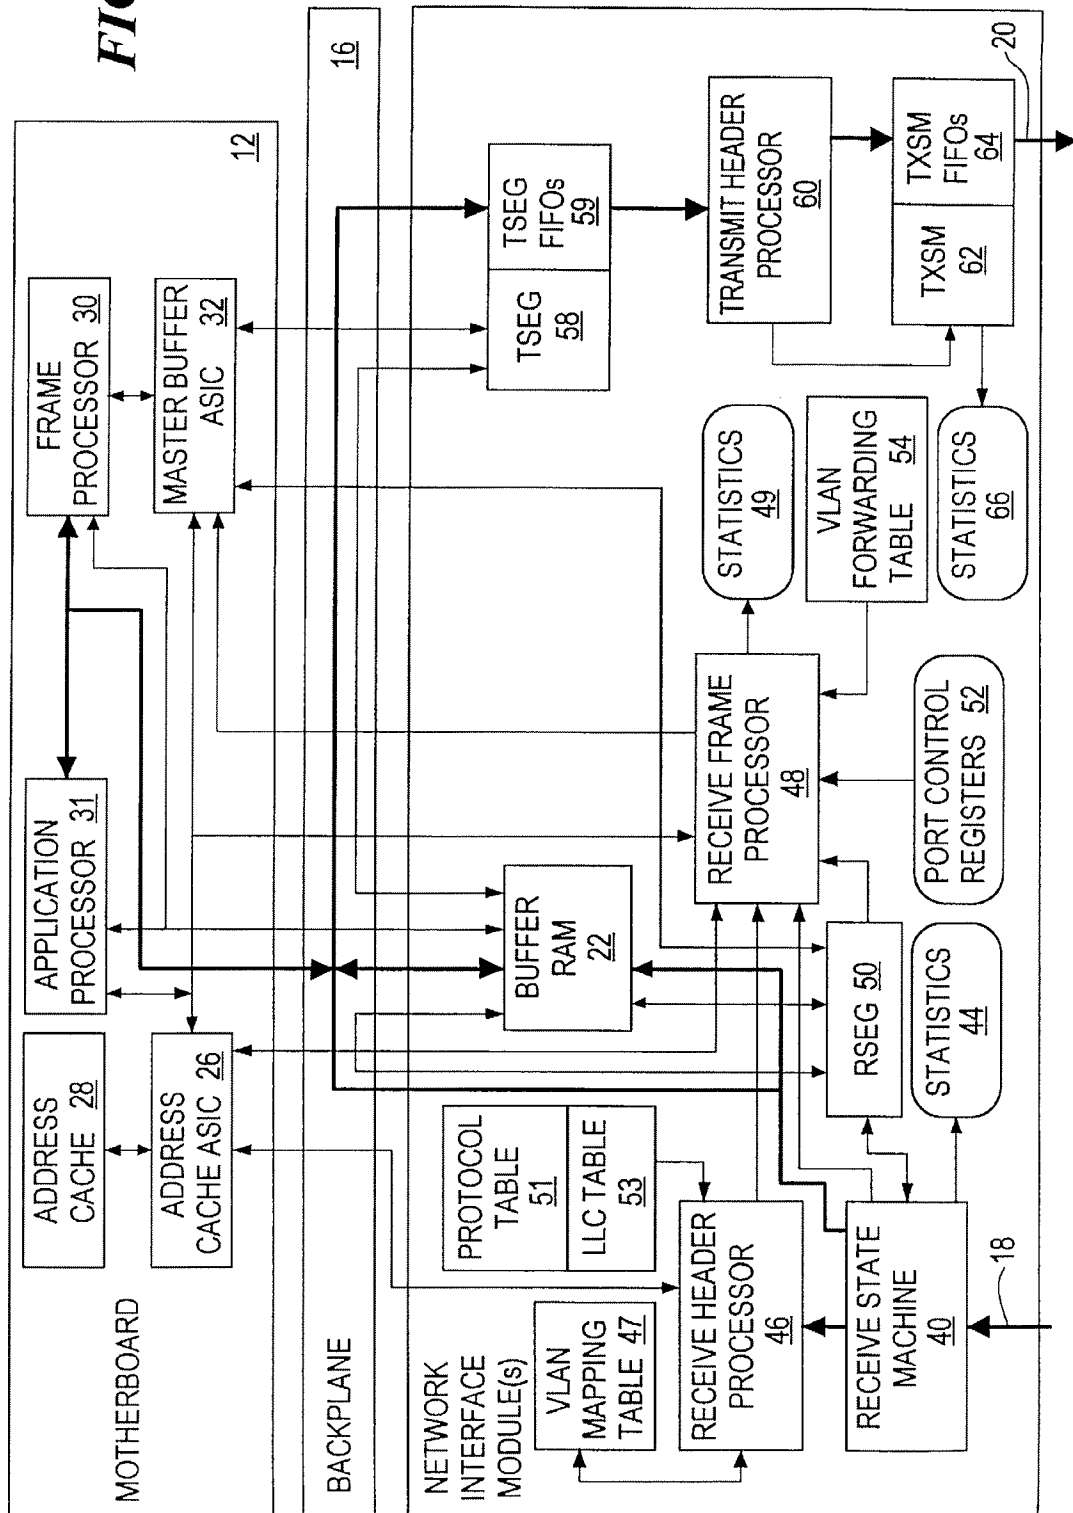 FIG
MOTHERBOARD
12
ADDRESS
CACHE 28
ADDRESS
CACHE ASIC 26
APPLICATION
PROCESSOR 31
FRAME
PROCESSOR 30
MASTER BUFFER
ASIC 32
BACKPLANE
16
NETWORK
INTERFACE
MODULE(s)
VLAN
MAPPING
TABLE 47
PROTOCOL
TABLE
51
LLC TABLE
53
BUFFER
RAM
22
TSEG
58
TSEG
FIFOs
59
RECEIVE HEADER
PROCESSOR
46
RECEIVE FRAME
PROCESSOR
48
STATISTICS
49
TRANSMIT HEADER
PROCESSOR
60
RECEIVE STATE
MACHINE
40
RSEG 50
VLAN
FORWARDING
TABLE 54
TXSM
62
TXSM
FIFOs
64
STATISTICS
44
PORT CONTROL
REGISTERS 52
STATISTICS
66
18
20